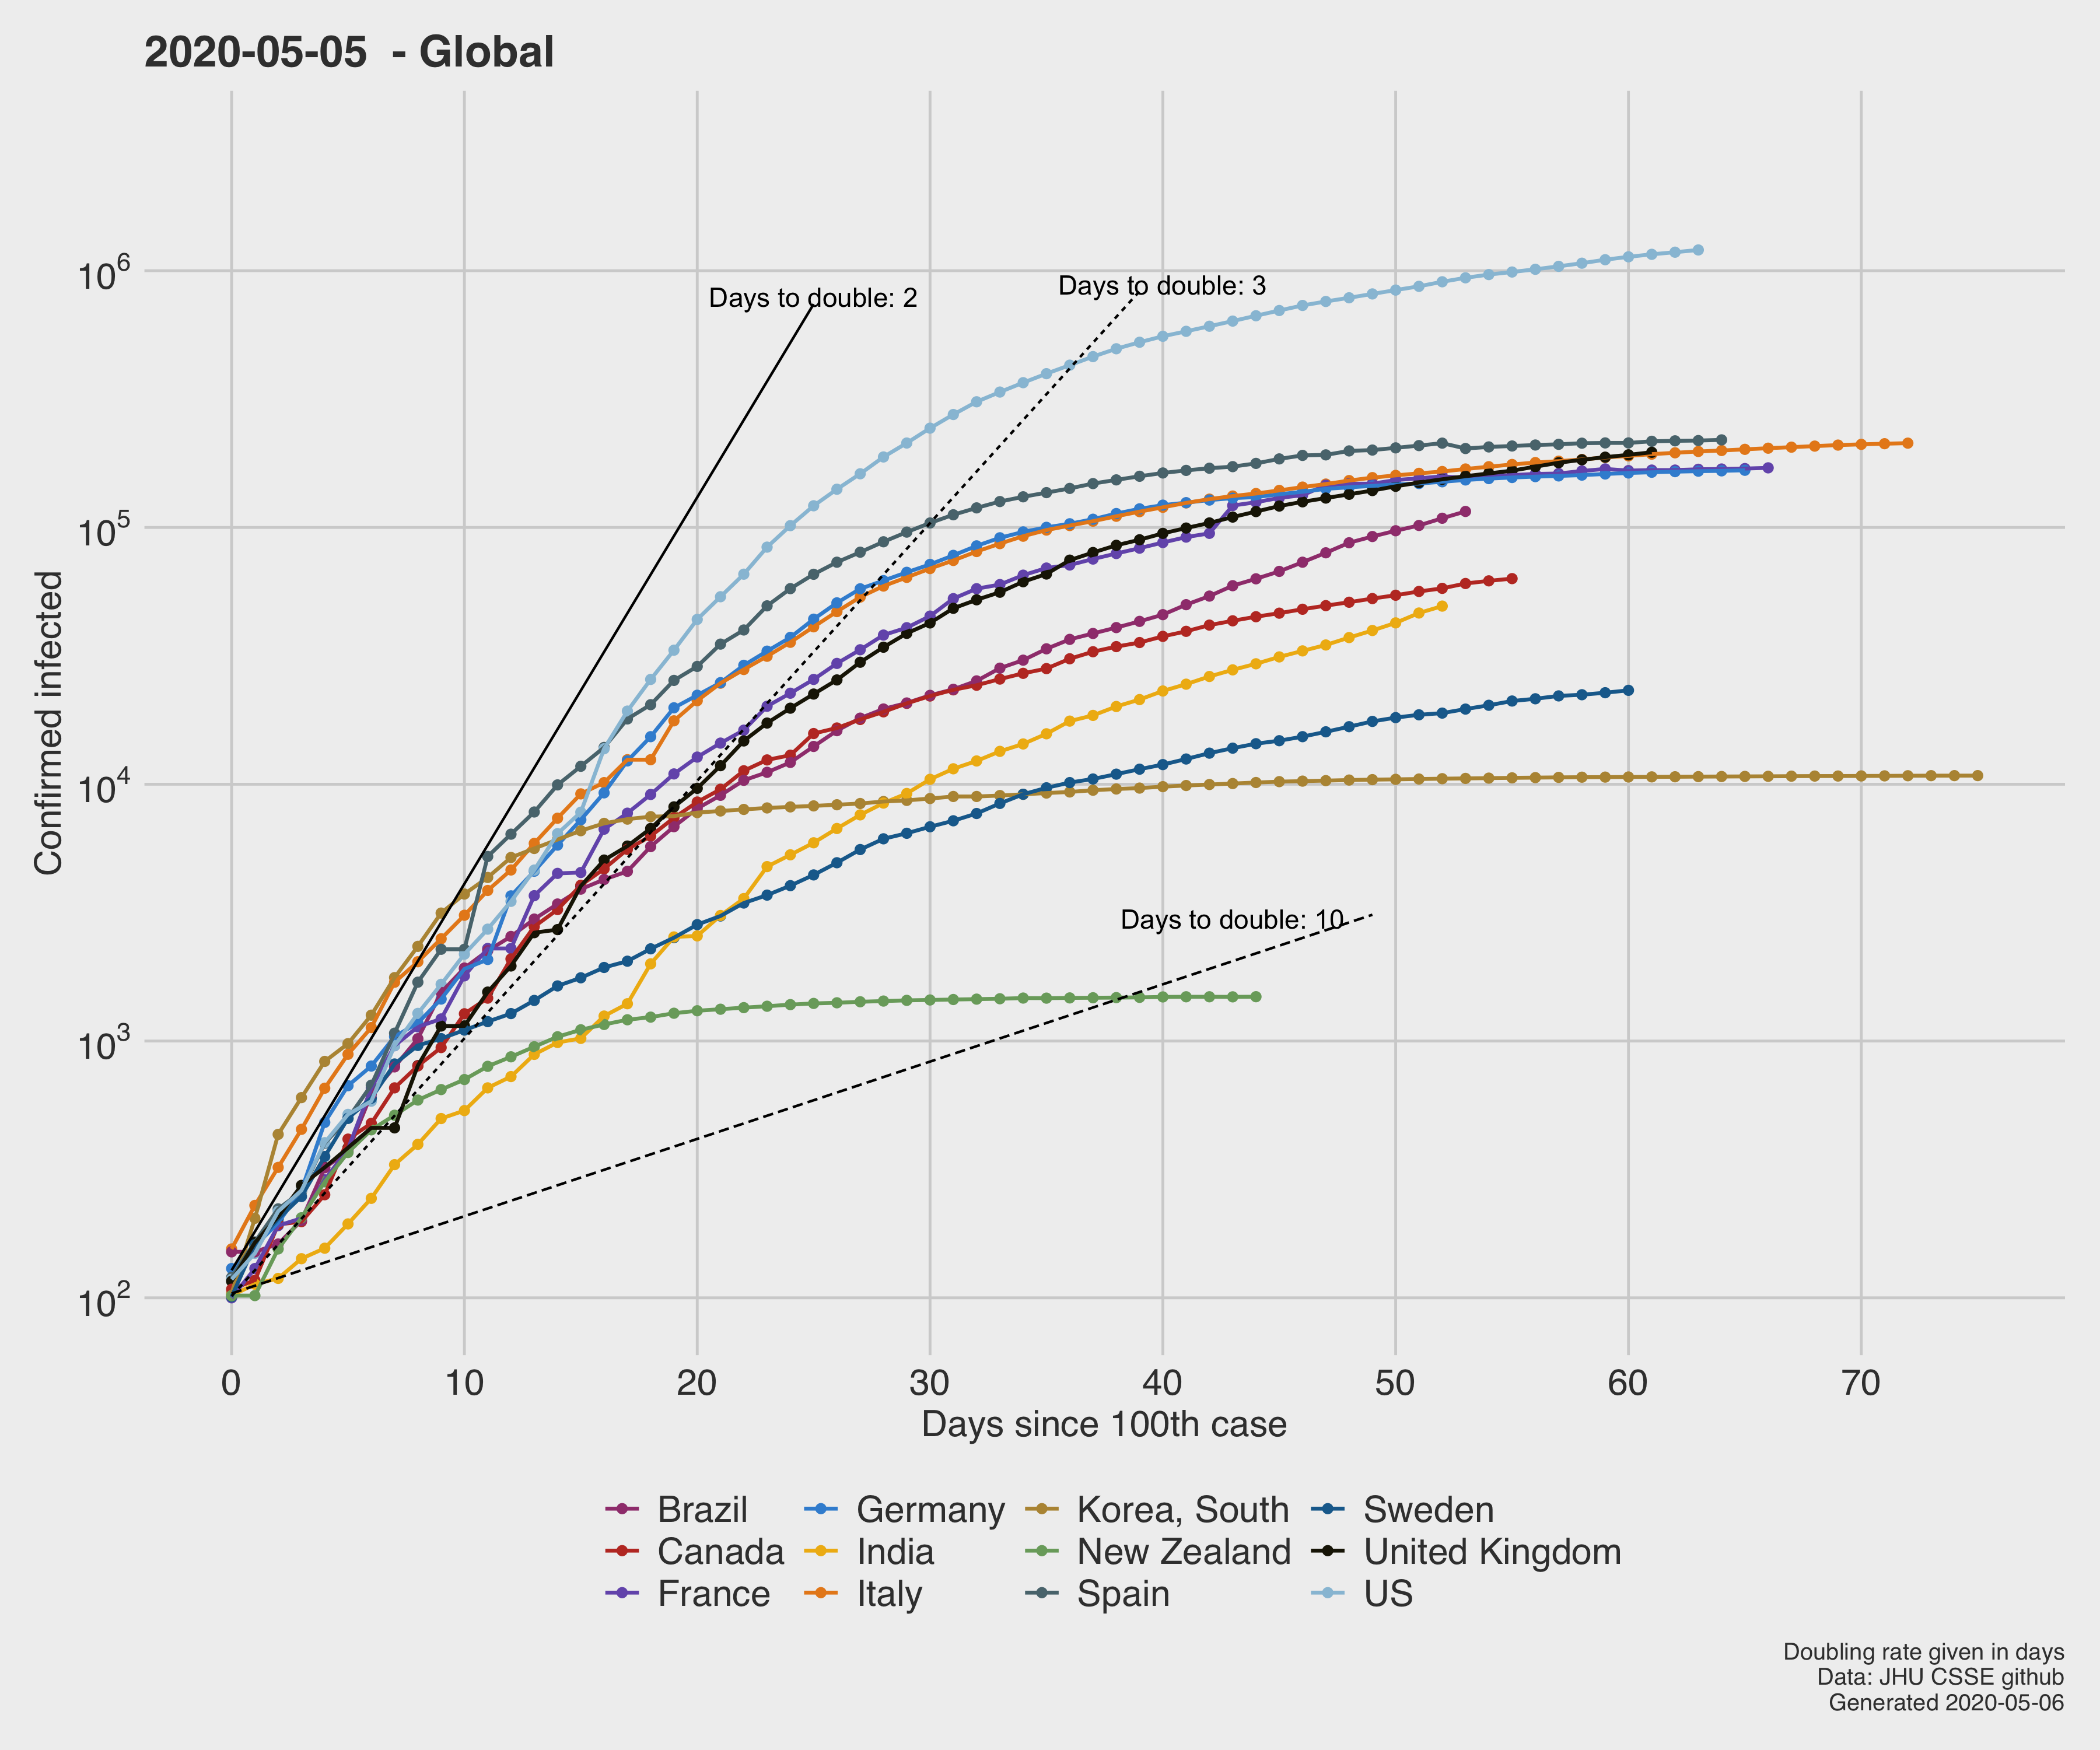 2020-05-05 - Global
Confirmed infected
10^6
10^5
10^4
10^3
10^2
Days to double: 2
Days to double: 3
Days to double: 10
0 10 20 30 40 50 60 70
Days since 100th case
Brazil Germany Korea, South Sweden
Canada India New Zealand United Kingdom
France Italy Spain US
Doubling rate given in days
Data: JHU CSSE github
Generated 2020-05-06